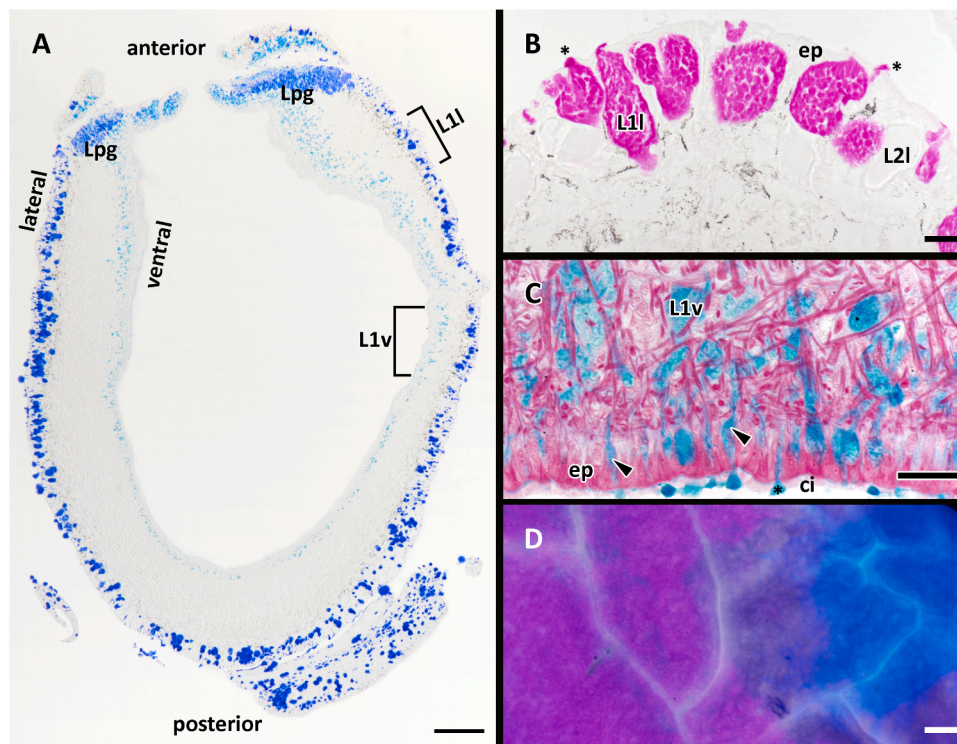 A
anterior
Lpg
L1l
Lpg
lateral
ventral
L1v
posterior
B
*
ep
*
L1l
L2l
C
L1v
ep
ci
*
D